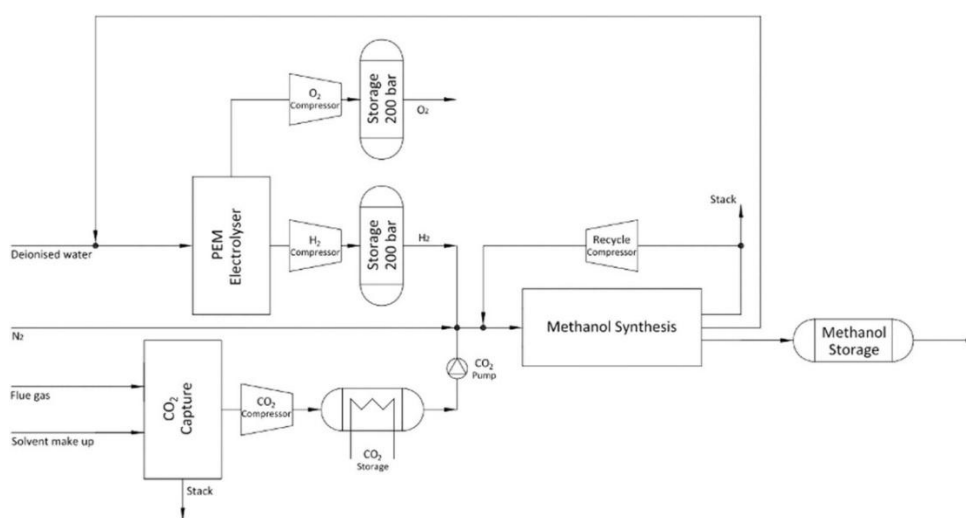 O2
Compressor
Storage
200 bar
O2
PEM
Electrolyser
H2
Compressor
Storage
200 bar
H2
Deionised water
Stack
Recycle
Compressor
N2
Methanol Synthesis
Methanol
Storage
CO2
Pump
Flue gas
Solvent make up
CO2
Capture
CO2
Compressor
CO2
Storage
Stack